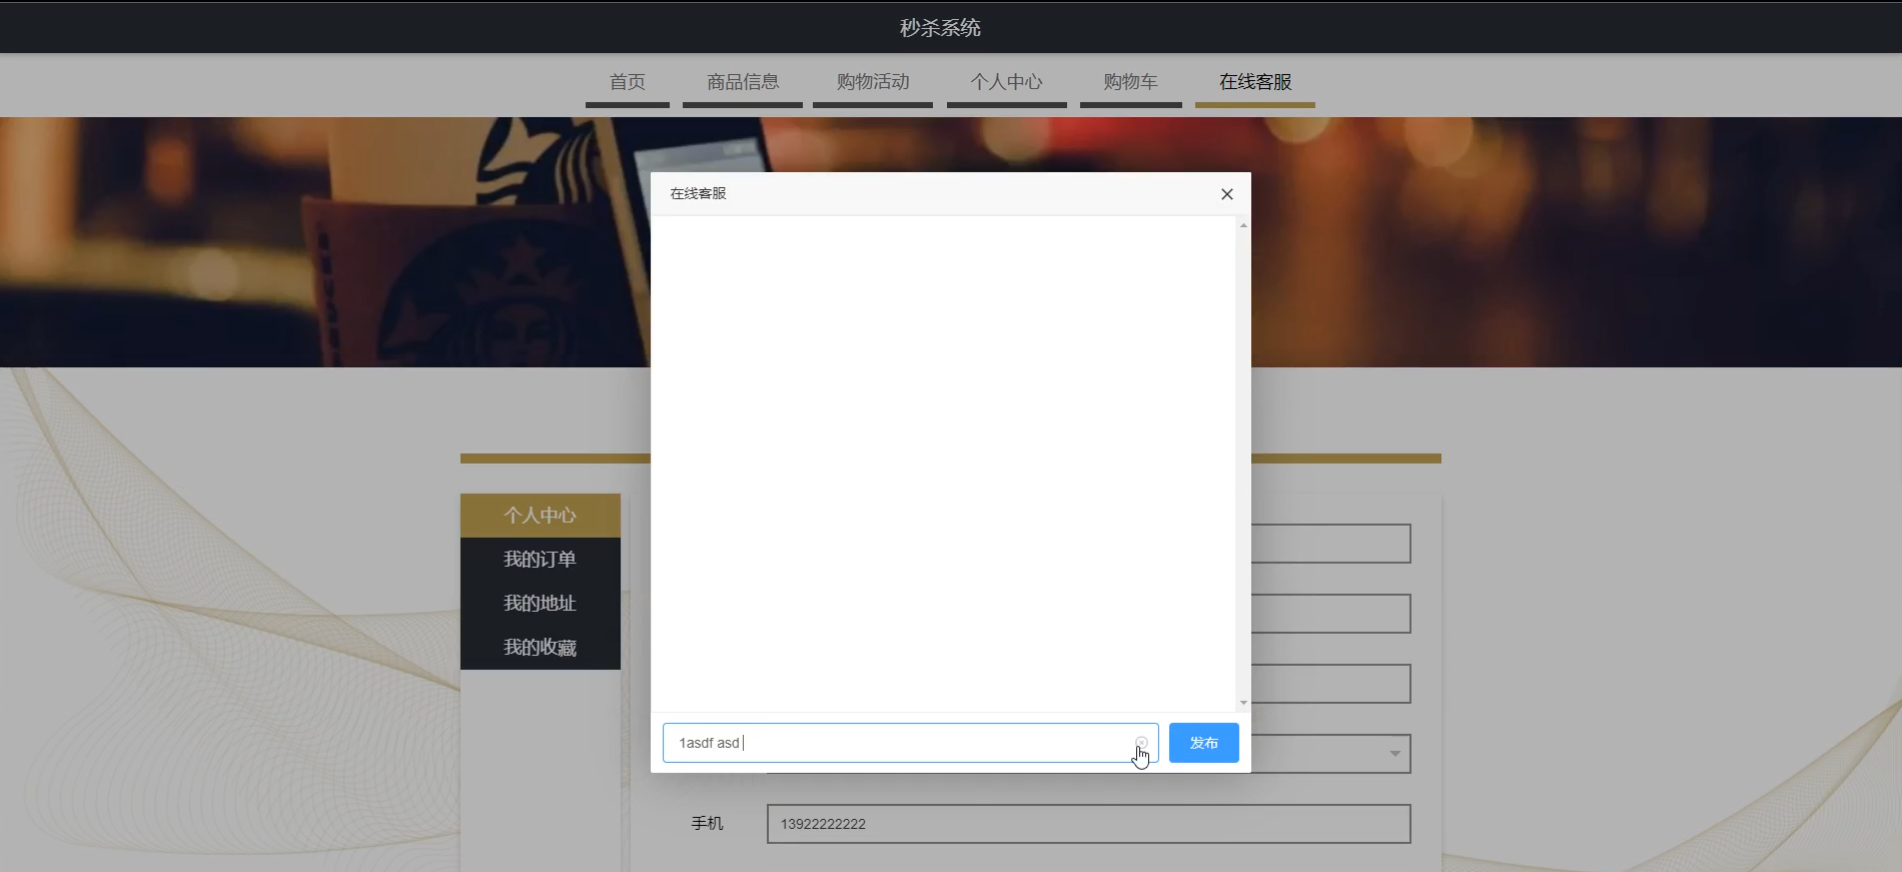 秒杀系统
首页
商品信息
购物活动
个人中心
购物车
在线客服
在线客服
个人中心
我的订单
我的地址
我的收藏
1asdf asd
发布
手机
13922222222